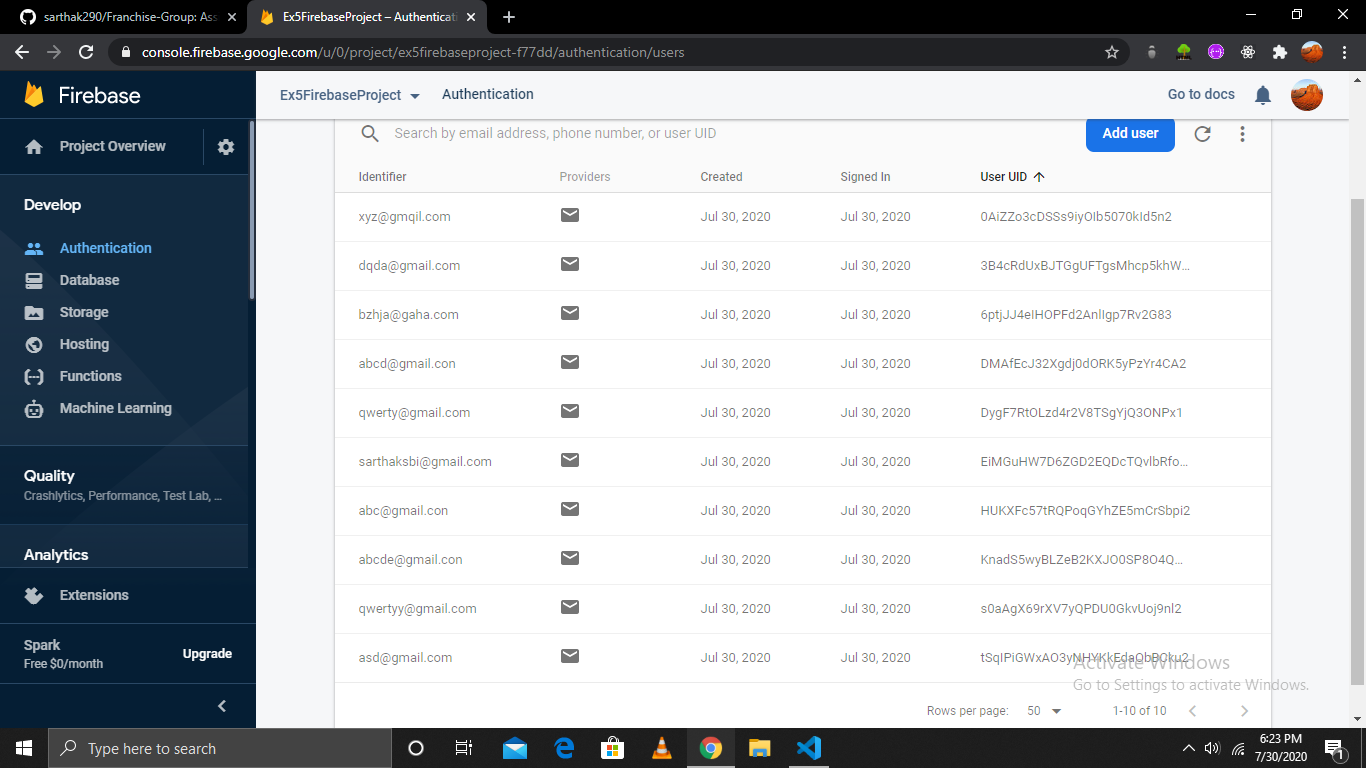 sarthak290/Franchise-Group: Ass
Ex5FirebaseProject – Authenticati
console.firebase.google.com/u/0/project/ex5firebaseproject-f77dd/authentication/users
Firebase
Ex5FirebaseProject
Authentication
Go to docs
Project Overview
Search by email address, phone number, or user UID
Add user
Develop
Authentication
Database
Storage
Hosting
Functions
Machine Learning
Quality
Crashlytics, Performance, Test Lab, ...
Analytics
Extensions
Spark
Free $0/month
Upgrade
Identifier Providers Created Signed In User UID
xyz@gmqil.com Jul 30, 2020 Jul 30, 2020 0AiZZo3cDSSs9iyOIb5070kId5n2
dqda@gmail.com Jul 30, 2020 Jul 30, 2020 3B4cRdUxBJTGgUFTgsMhcp5khW...
bzhja@gaha.com Jul 30, 2020 Jul 30, 2020 6ptjJJ4eIHOPFd2AnlIgp7Rv2G83
abcd@gmail.con Jul 30, 2020 Jul 30, 2020 DMAfEcJ32Xgdj0dORK5yPzYr4CA2
qwerty@gmail.com Jul 30, 2020 Jul 30, 2020 DygF7RtOLzd4r2V8TSgYjQ3ONPx1
sarthaksbi@gmail.com Jul 30, 2020 Jul 30, 2020 EiMGuHW7D6ZGD2EQDcTQvlbRfo...
abc@gmail.con Jul 30, 2020 Jul 30, 2020 HUKXFc57tRQPoqGYhZE5mCrSbpi2
abcde@gmail.con Jul 30, 2020 Jul 30, 2020 KnadS5wyBLZeB2KXJO0SP8O4Q...
qwertyy@gmail.com Jul 30, 2020 Jul 30, 2020 s0aAgX69rXV7yQPDU0GkvUoj9nl2
asd@gmail.com Jul 30, 2020 Jul 30, 2020
Activate Windows
Go to Settings to activate Windows.
Rows per page: 50 1-10 of 10
Type here to search
6:23 PM
7/30/2020
1